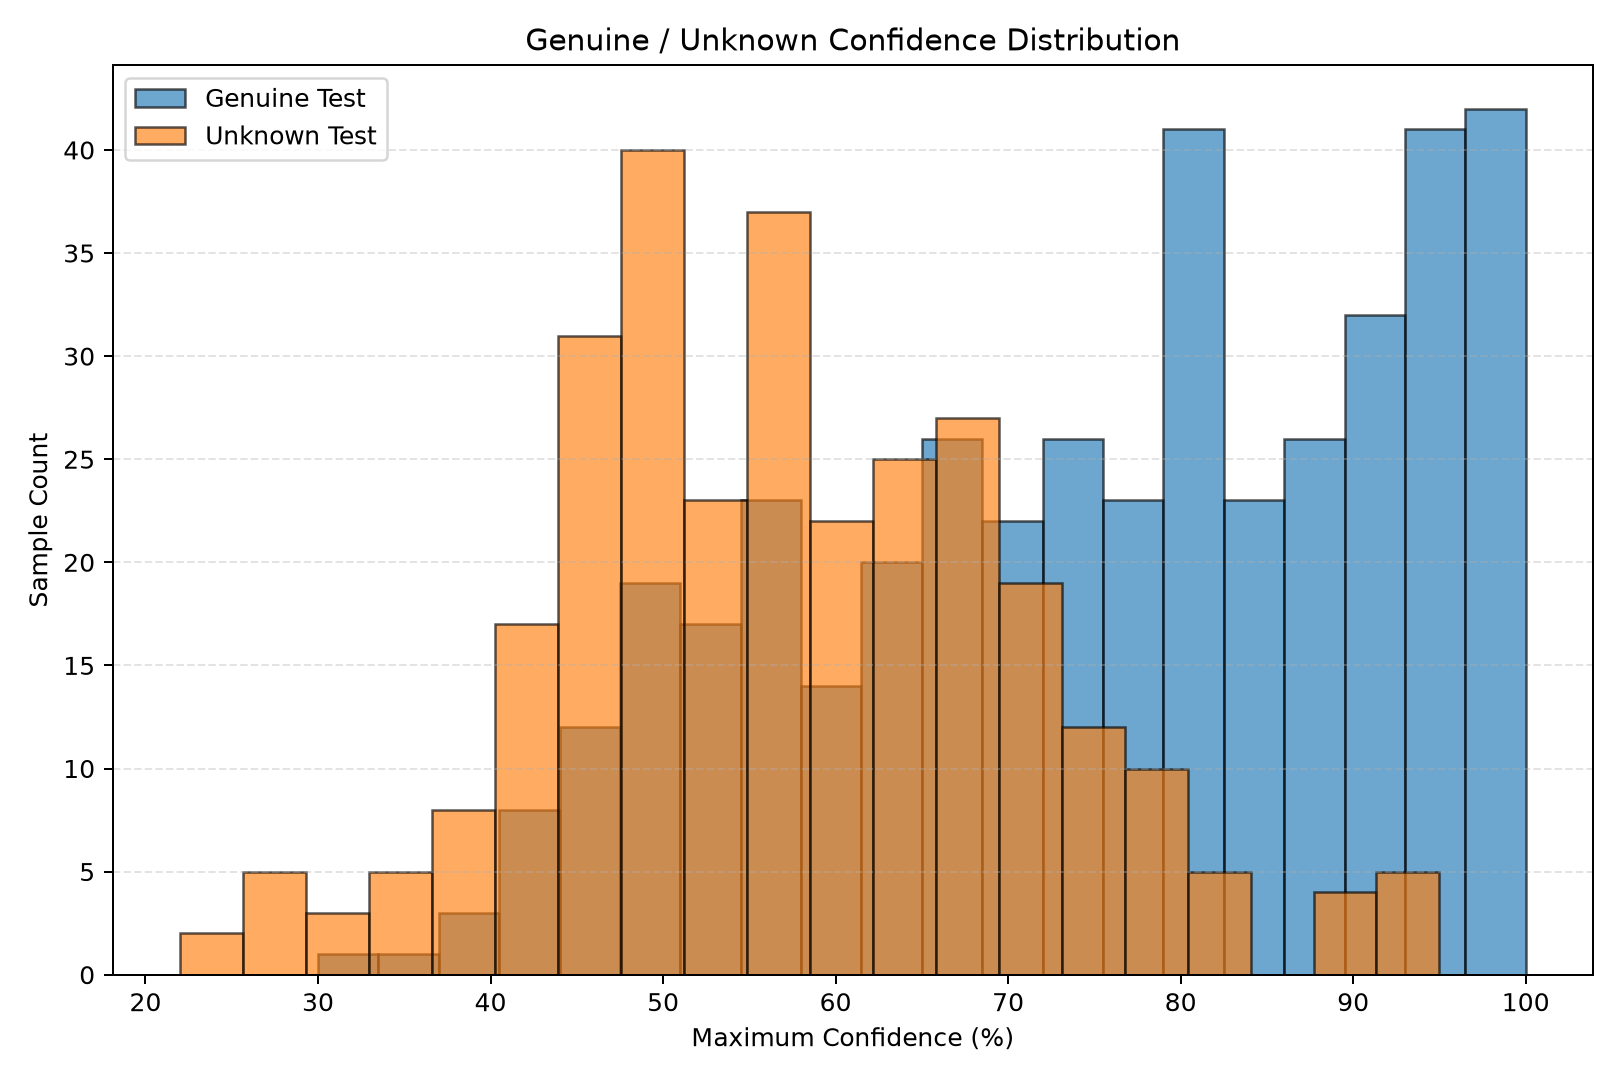 Genuine / Unknown Confidence Distribution
Genuine Test
Unknown Test
40
35
30
25
20
15
10
5
0
Sample Count
20 30 40 50 60 70 80 90 100
Maximum Confidence (%)